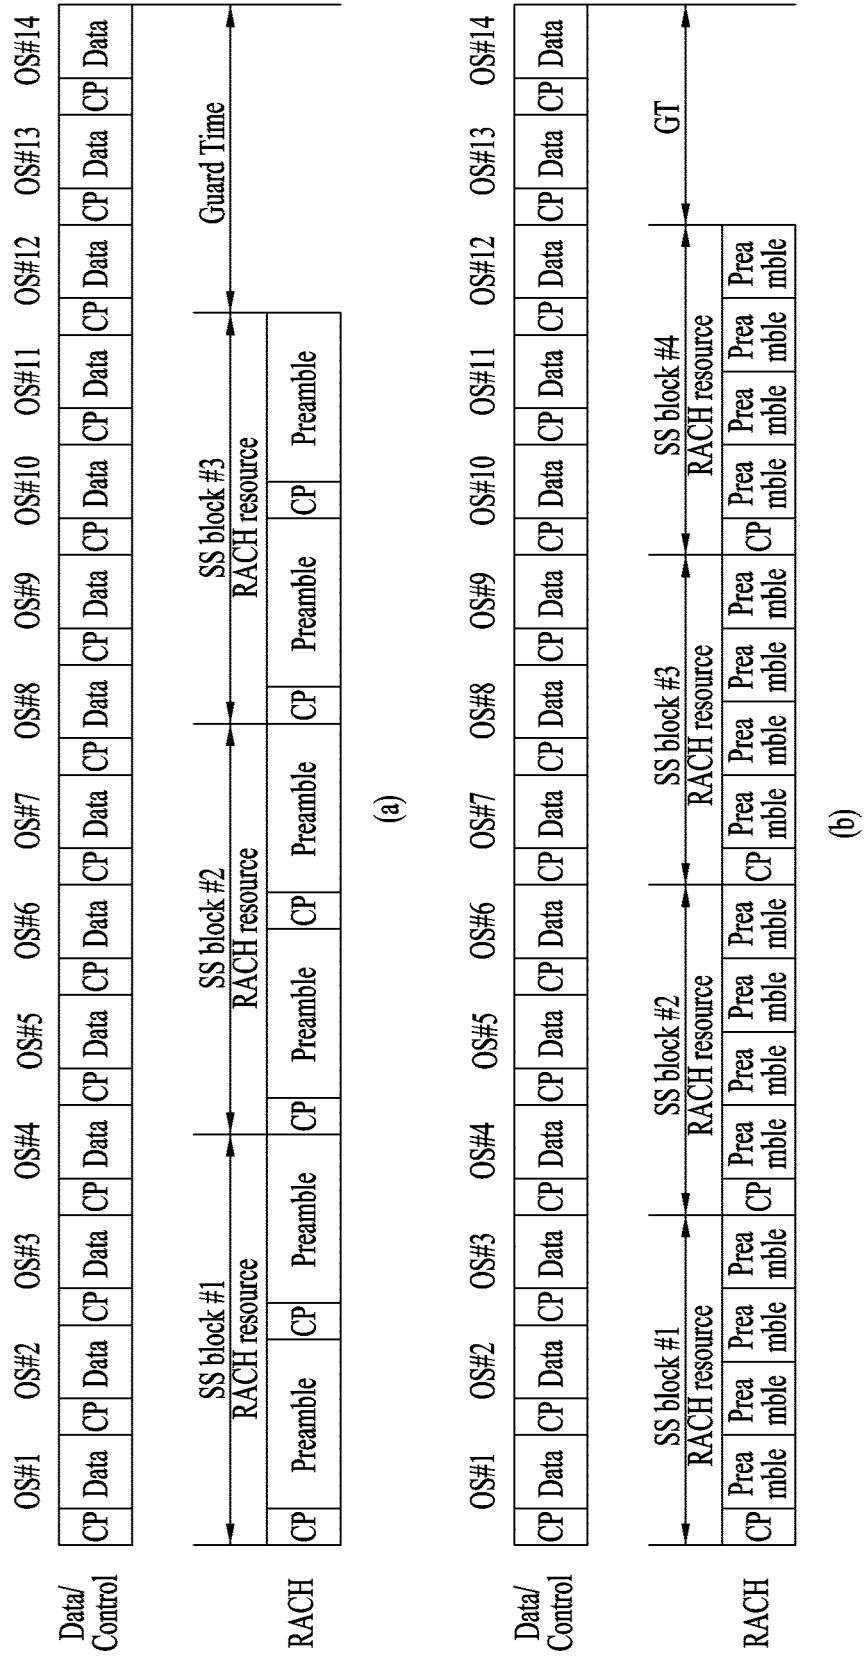 OS#1 OS#2 OS#3 OS#4 OS#5 OS#6 OS#7 OS#8 OS#9 OS#10 OS#11 OS#12 OS#13 OS#14
Data/
Control
CP Data CP Data CP Data CP Data CP Data CP Data CP Data CP Data CP Data CP Data CP Data CP Data CP Data CP Data
SS block #1 SS block #2 SS block #3 Guard Time
RACH resource RACH resource RACH resource
RACH CP Preamble CP Preamble CP Preamble CP Preamble CP Preamble CP Preamble
(a)
OS#1 OS#2 OS#3 OS#4 OS#5 OS#6 OS#7 OS#8 OS#9 OS#10 OS#11 OS#12 OS#13 OS#14
Data/
Control
CP Data CP Data CP Data CP Data CP Data CP Data CP Data CP Data CP Data CP Data CP Data CP Data CP Data CP Data
SS block #1 SS block #2 SS block #3 SS block #4 GT
RACH resource RACH resource RACH resource RACH resource
RACH CP Prea Prea Prea Prea CP Prea Prea Prea Prea CP Prea Prea Prea Prea CP Prea Prea Prea Prea
mble mble mble mble mble mble mble mble mble mble mble mble mble mble mble mble
(b)